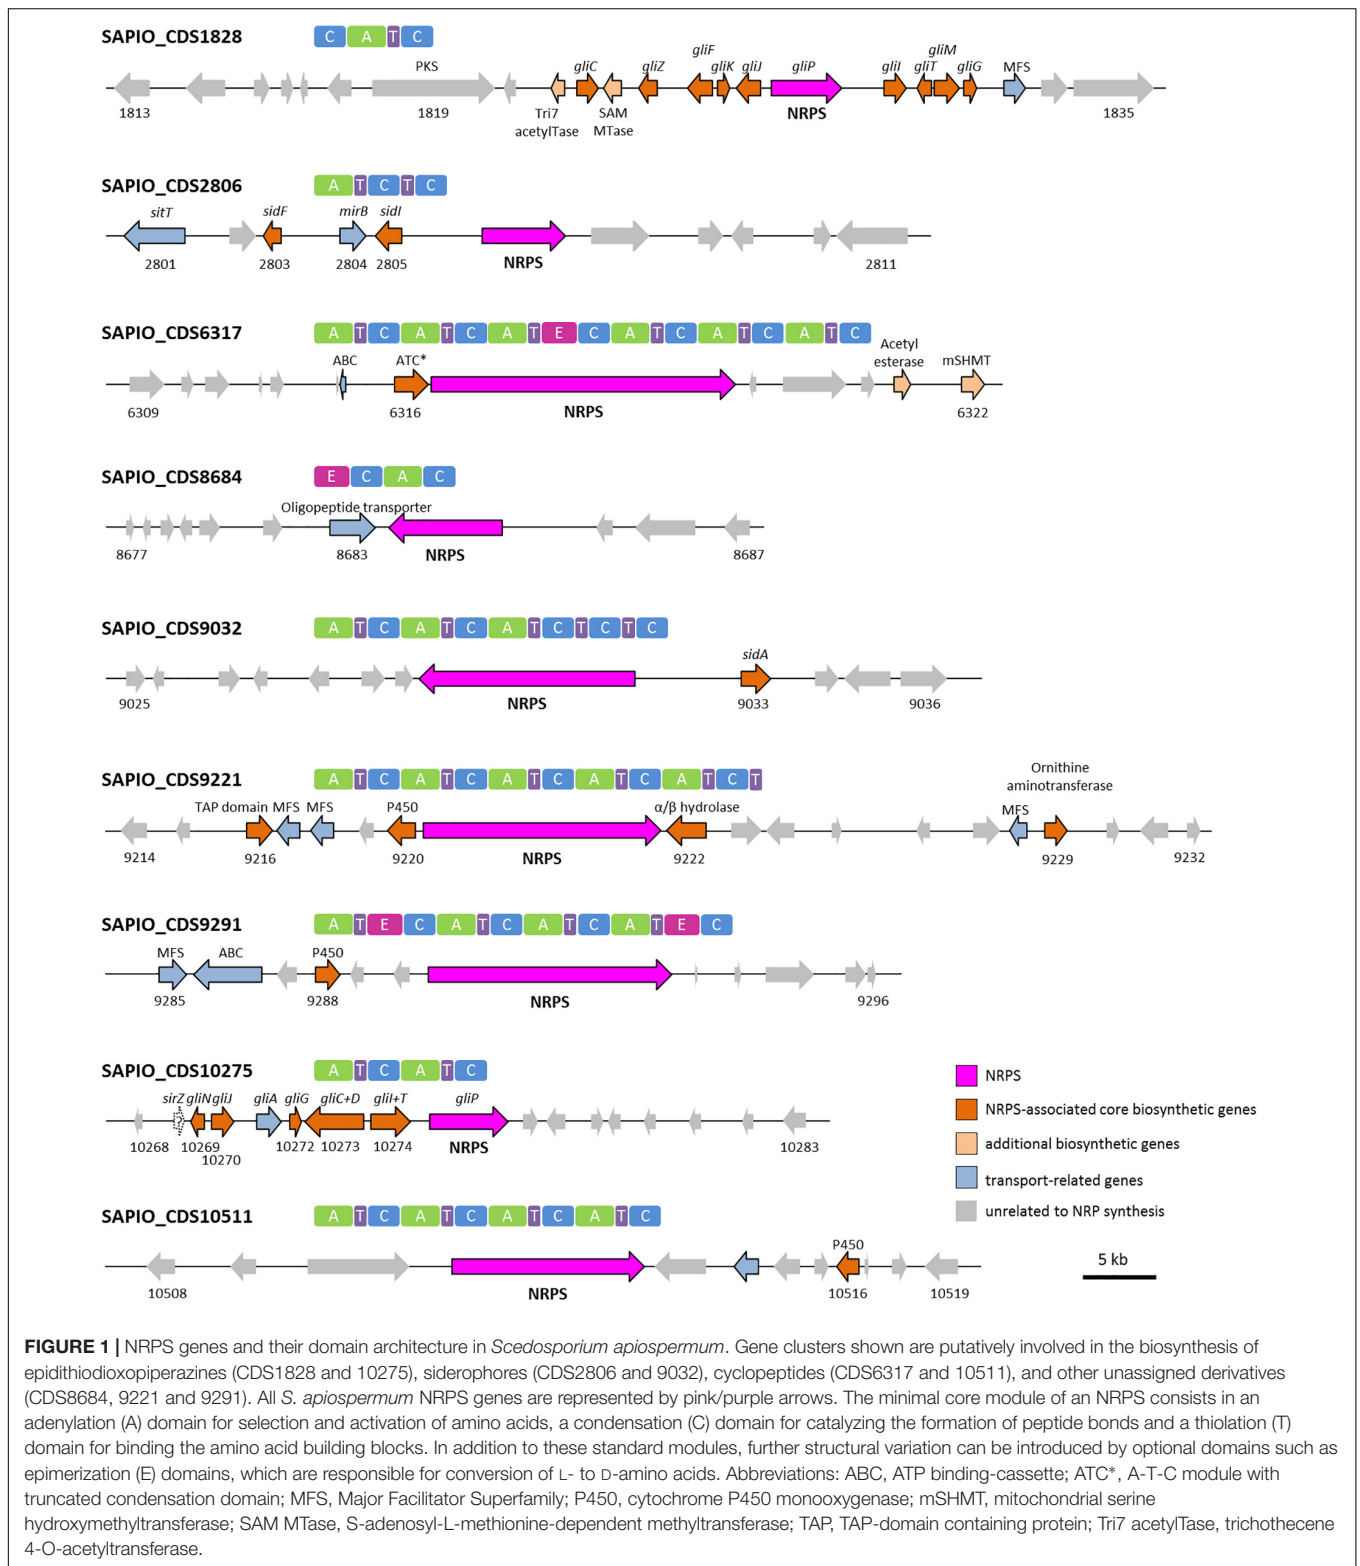 SAPIO_CDS1828
C A T C
gliM
gliF
gliC gliZ gliK gliJ gliP gliI gliT gliG MFS
PKS
1813 1819 Tri7 SAM NRPS 1835
acetylTase MTase
SAPIO_CDS2806
A T C T C
sitT sidF mirB sidI
2801 2803 2804 2805 NRPS 2811
SAPIO_CDS6317
A T C A T C A T E C A T C A T C A T C
Acetyl
esterase
ABC ATC* mSHMT
6309 6316 NRPS 6322
SAPIO_CDS8684
E C A C
Oligopeptide transporter
8677 8683 NRPS 8687
SAPIO_CDS9032
A T C A T C A T C T C T C
sidA
9025 NRPS 9033 9036
SAPIO_CDS9221
A T C A T C A T C A T C A T C T
Ornithine
aminotransferase
TAP domain MFS MFS P450 α/β hydrolase MFS
9214 9216 9220 NRPS 9222 9229 9232
SAPIO_CDS9291
A T E C A T C A T C A T E C
MFS ABC P450
9285 9288 NRPS 9296
SAPIO_CDS10275
A T C A T C
sirZ gliN gliJ gliA gliG gliC+D gliI+T gliP
?
10268 10269 10272 10273 10274 NRPS 10283
10270
NRPS
NRPS-associated core biosynthetic genes
additional biosynthetic genes
transport-related genes
unrelated to NRP synthesis
SAPIO_CDS10511
A T C A T C A T C A T C
P450
10508 NRPS 10516 10519
5 kb
FIGURE 1 | NRPS genes and their domain architecture in Scedosporium apiospermum. Gene clusters shown are putatively involved in the biosynthesis of
epidithiodioxopiperazines (CDS1828 and 10275), siderophores (CDS2806 and 9032), cyclopeptides (CDS6317 and 10511), and other unassigned derivatives
(CDS8684, 9221 and 9291). All S. apiospermum NRPS genes are represented by pink/purple arrows. The minimal core module of an NRPS consists in an
adenylation (A) domain for selection and activation of amino acids, a condensation (C) domain for catalyzing the formation of peptide bonds and a thiolation (T)
domain for binding the amino acid building blocks. In addition to these standard modules, further structural variation can be introduced by optional domains such as
epimerization (E) domains, which are responsible for conversion of L- to D-amino acids. Abbreviations: ABC, ATP binding-cassette; ATC*, A-T-C module with
truncated condensation domain; MFS, Major Facilitator Superfamily; P450, cytochrome P450 monooxygenase; mSHMT, mitochondrial serine
hydroxymethyltransferase; SAM MTase, S-adenosyl-L-methionine-dependent methyltransferase; TAP, TAP-domain containing protein; Tri7 acetylTase, trichothecene
4-O-acetyltransferase.